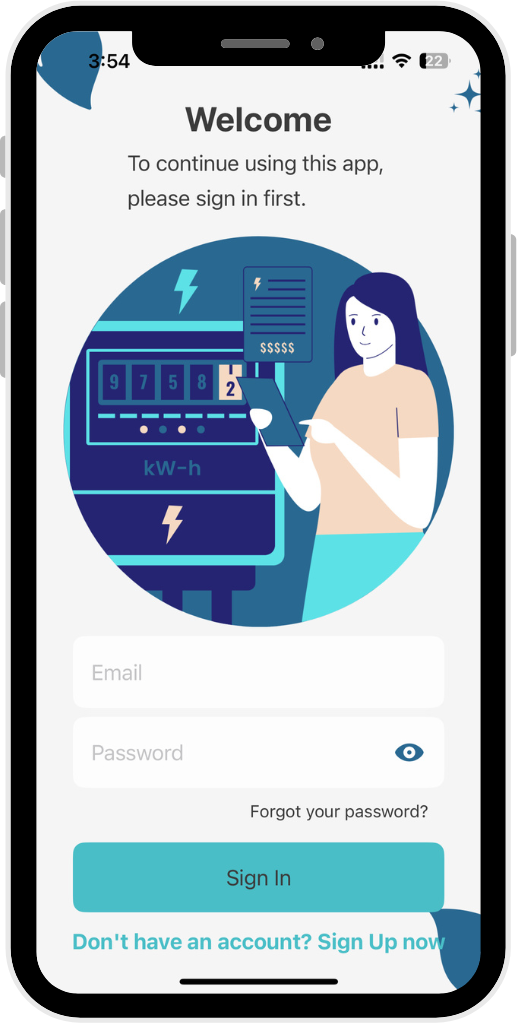 3:54
22
Welcome
To continue using this app,
please sign in first.
$$$$$
9 7 5 8 2
kW-h
Email
Password
Forgot your password?
Sign In
Don't have an account? Sign Up now